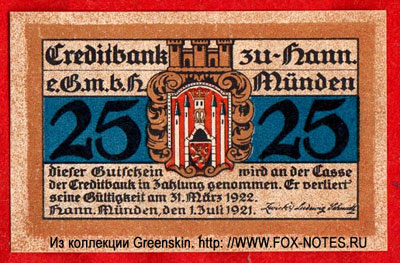 Creditbank zu Hann.
e.G.m.b.H Münden
25 25
dieser Gutschein wird an der Casse
der Creditbank in Zahlung genommen. Er verliert
seine Gültigkeit am 31. März 1922.
Hann. Münden, den 1. Juli 1921.
Из коллекции Greenskin. http: //WWW.FOX-NOTES.RU